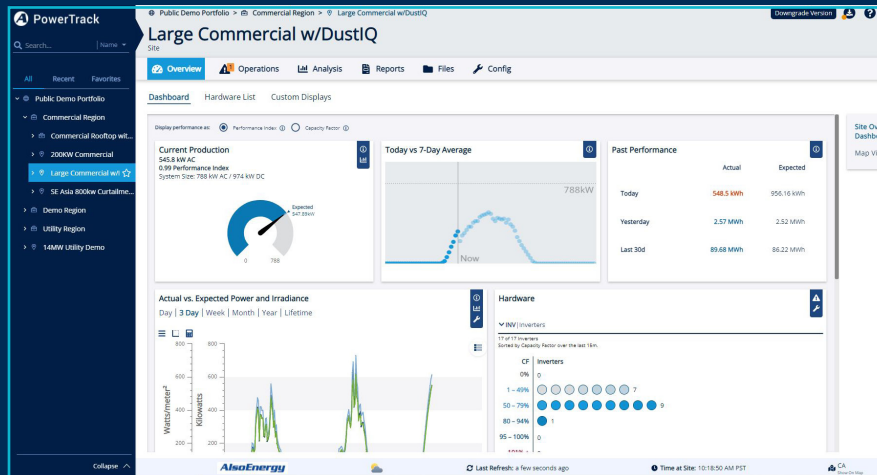 PowerTrack
Search...
Name
All Recent Favorites
Public Demo Portfolio
Commercial Region
Commercial Rooftop wit...
200KW Commercial
Large Commercial w/I
SE Asia 800kw Curtailme...
Demo Region
Utility Region
14MW Utility Demo
Collapse
Public Demo Portfolio > Commercial Region > Large Commercial w/DustIQ
Downgrade Version
Large Commercial w/DustIQ
Site
Overview Operations Analysis Reports Files Config
Dashboard Hardware List Custom Displays
Display performance as: Performance Index Capacity Factor
Current Production
545.8 kW AC
0.99 Performance Index
System Size: 788 kW AC / 974 kW DC
Expected
547.89kW
0 788
Today vs 7-Day Average
788kW
Now
Past Performance
Actual Expected
Today 548.5 kWh 956.16 kWh
Yesterday 2.57 MWh 2.52 MWh
Last 30d 89.68 MWh 86.22 MWh
Site Ov
Dashbo
Map Vi
Actual vs. Expected Power and Irradiance
Day | 3 Day | Week | Month | Year | Lifetime
800 800
600 600
400 400
200 200
Watts/meter²
Kilowatts
Hardware
INV | Inverters
17 of 17 Inverters
Sorted by Capacity Factor over the last 15m.
CF Inverters
0% 0
1 – 49% 7
50 – 79% 9
80 – 94% 1
95 – 100% 0
AlsoEnergy
Last Refresh: a few seconds ago
Time at Site: 10:18:50 AM PST
CA
Show On Map